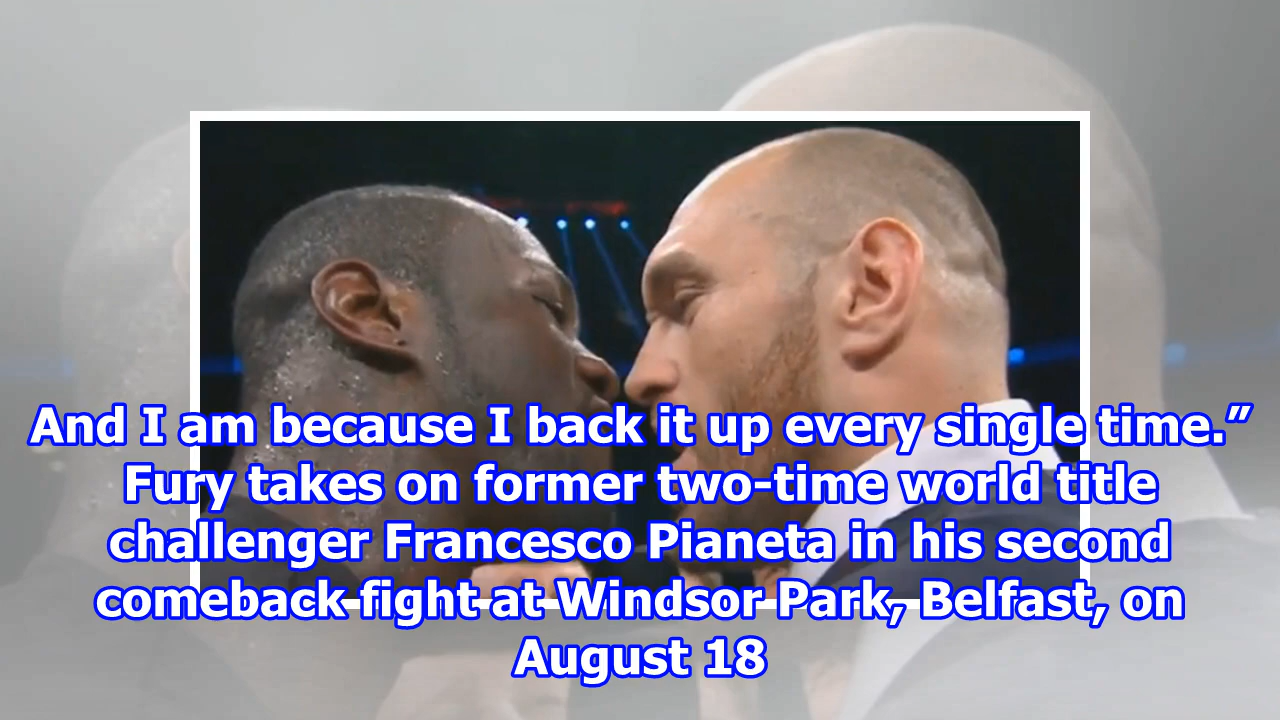 And I am because I back it up every single time.”
Fury takes on former two-time world title
challenger Francesco Pianeta in his second
comeback fight at Windsor Park, Belfast, on
August 18